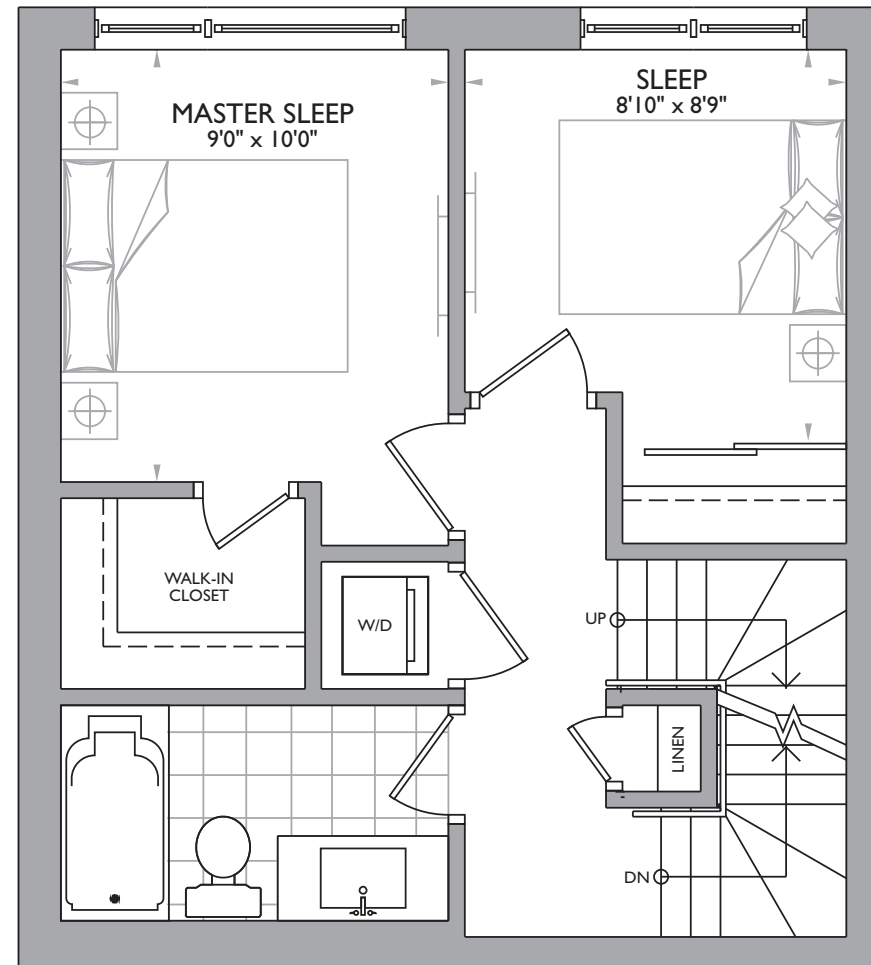 MASTER SLEEP
9'0" x 10'0"
SLEEP
8'10" x 8'9"
WALK-IN
CLOSET
W/D
UP
LINEN
DN